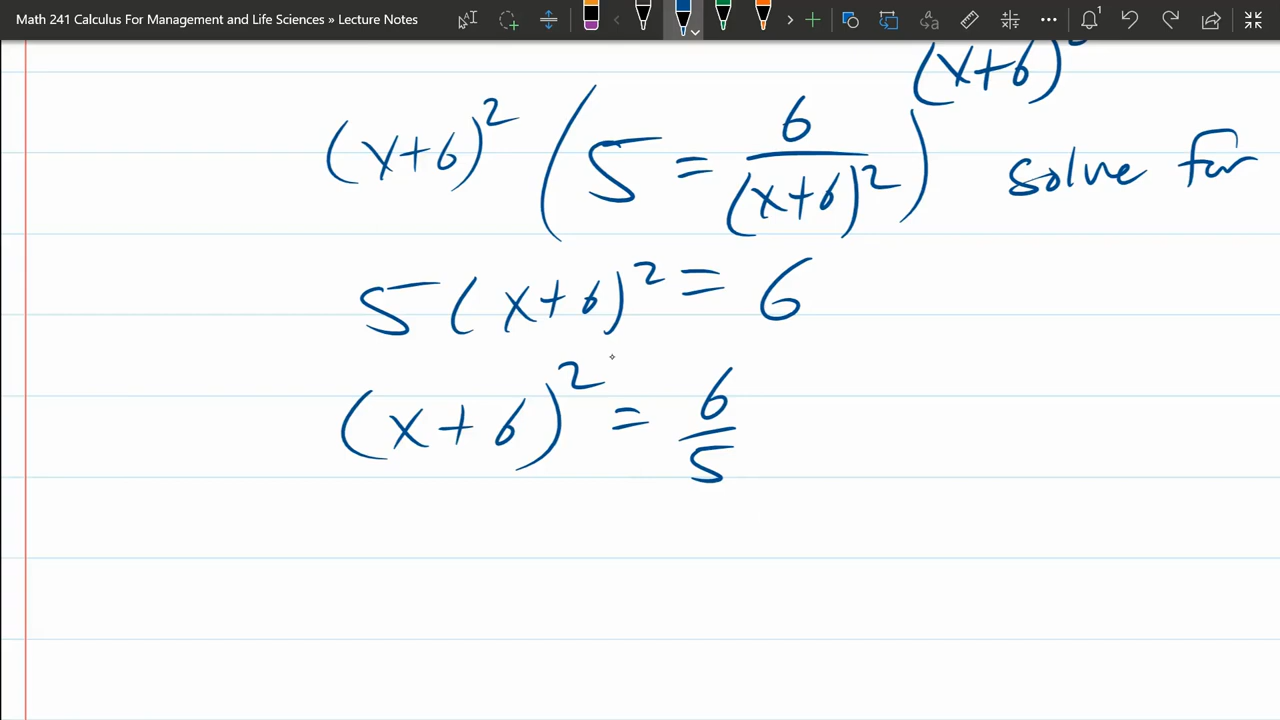 Math 241 Calculus For Management and Life Sciences » Lecture Notes
(x+6)²
(x+6)² (5 = 6/(x+6)²) solve for
5(x+6)² = 6
(x+6)² = 6/5